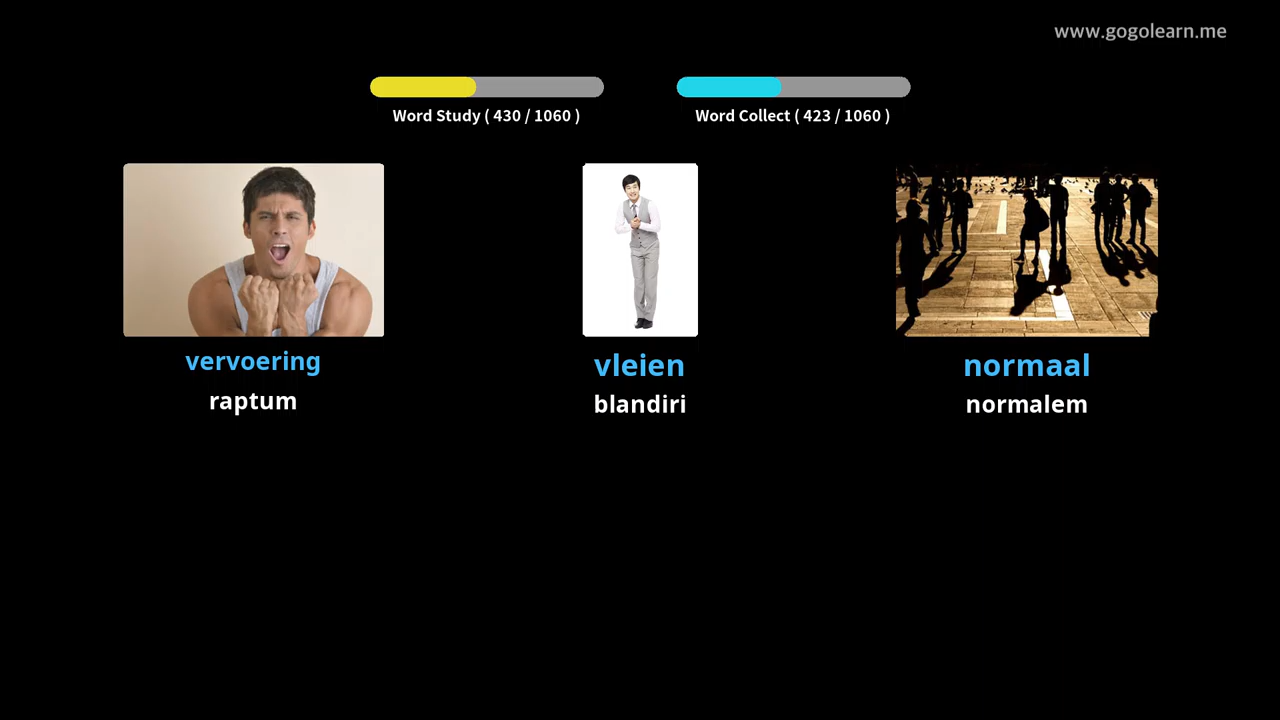 www.gogolearn.me
Word Study ( 430 / 1060 )
Word Collect ( 423 / 1060 )
vervoering
raptum
vleien
blandiri
normaal
normalem